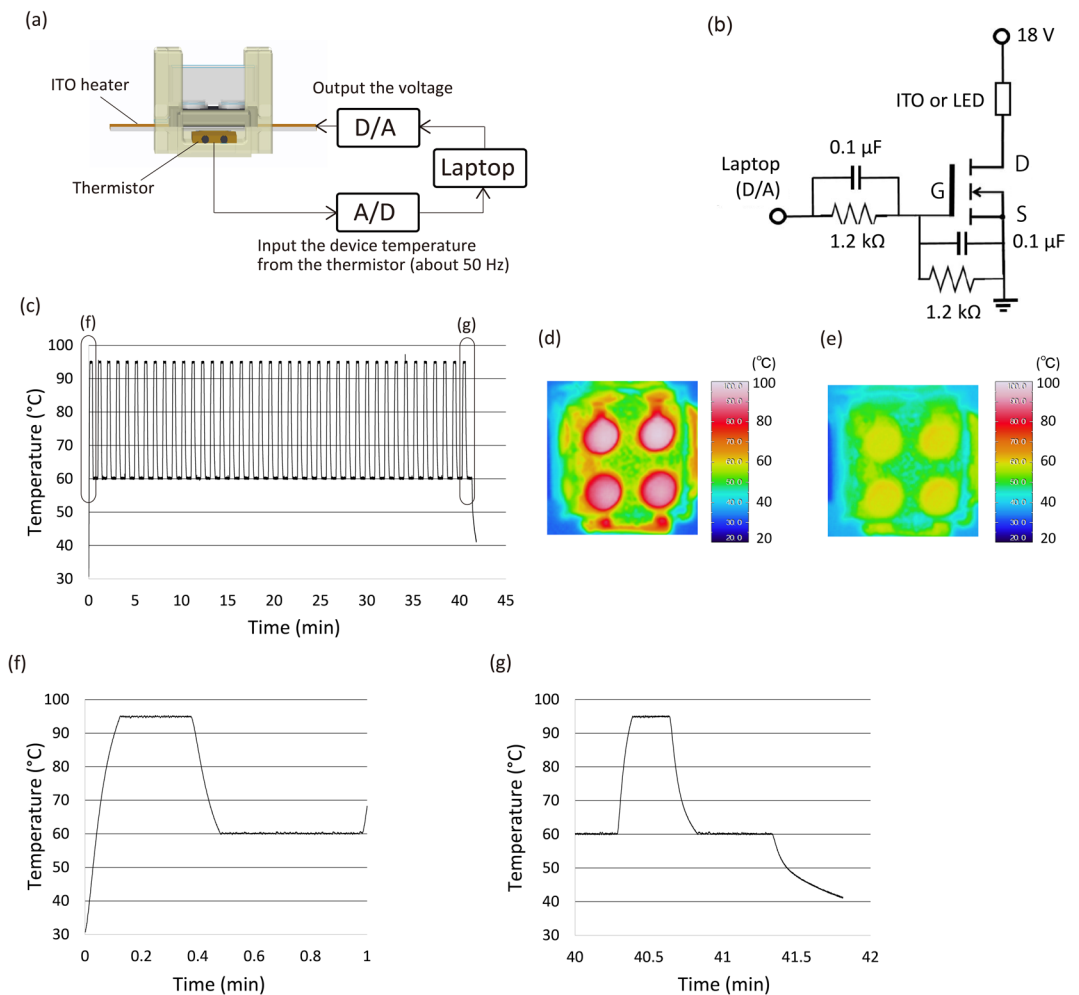 (a)
ITO heater
Output the voltage
D/A
Laptop
Thermistor
A/D
Input the device temperature
from the thermistor (about 50 Hz)
(b)
18 V
ITO or LED
0.1 µF
Laptop
(D/A)
D
G
S
1.2 kΩ
0.1 µF
1.2 kΩ
(c)
(f)
(g)
100
90
80
70
60
50
40
30
Temperature (°C)
0 5 10 15 20 25 30 35 40 45
Time (min)
(d)
(℃)
100
80
60
40
20
(e)
(℃)
100
80
60
40
20
(f)
100
90
80
70
60
50
40
30
Temperature (°C)
0 0.2 0.4 0.6 0.8 1
Time (min)
(g)
100
90
80
70
60
50
40
30
Temperature (°C)
40 40.5 41 41.5 42
Time (min)